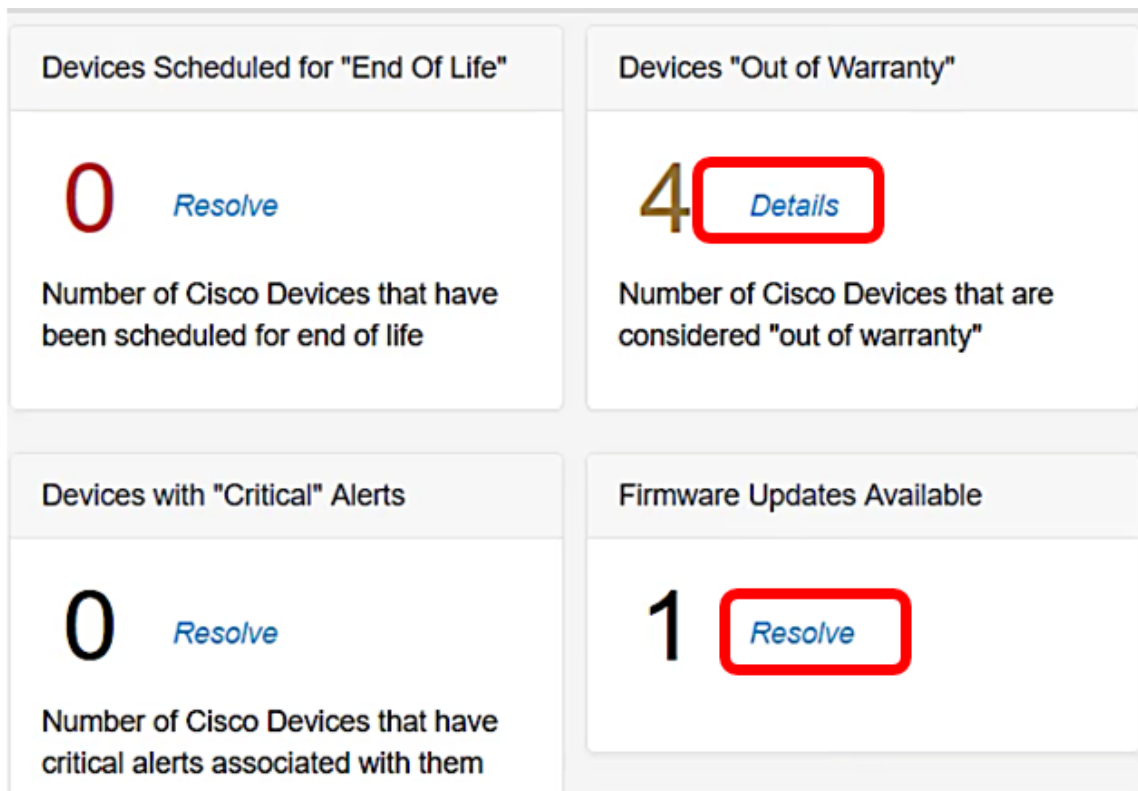 Devices Scheduled for "End Of Life"
0 Resolve
Number of Cisco Devices that have
been scheduled for end of life
Devices "Out of Warranty"
4 Details
Number of Cisco Devices that are
considered "out of warranty"
Devices with "Critical" Alerts
0 Resolve
Number of Cisco Devices that have
critical alerts associated with them
Firmware Updates Available
1 Resolve